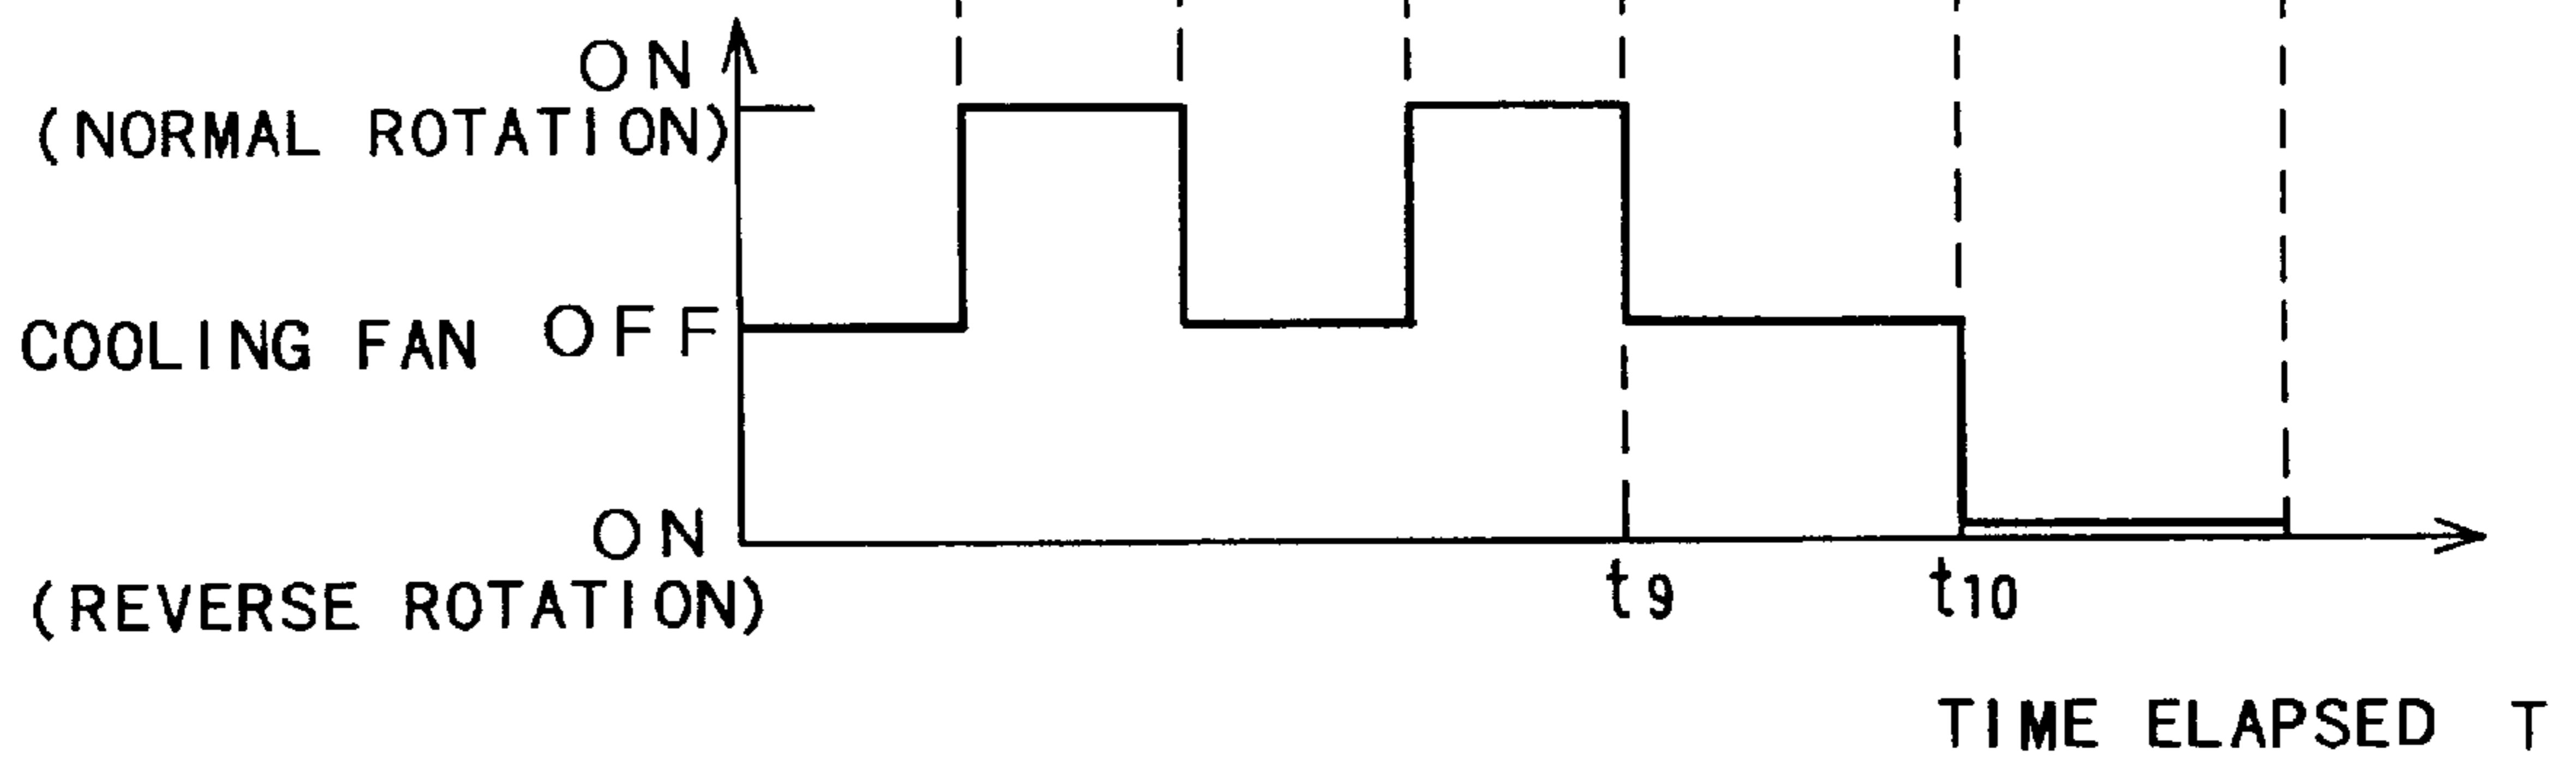 ON
(NORMAL ROTATION)
COOLING FAN OFF
ON
(REVERSE ROTATION)
t9 t10
TIME ELAPSED T